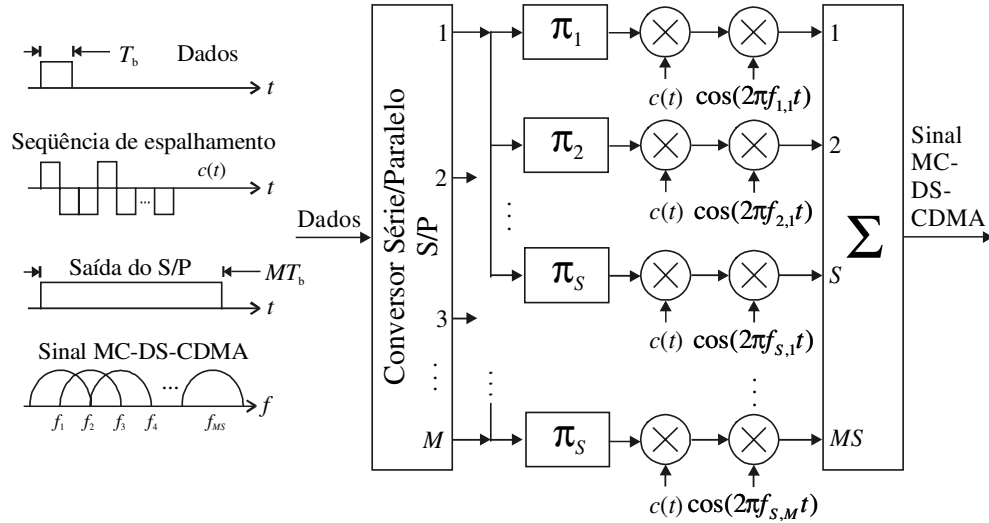 T_b
Dados
t
Seqüência de espalhamento
c(t)
t
...
Saída do S/P
MT_b
t
Sinal MC-DS-CDMA
...
f
f_1 f_2 f_3 f_4 f_MS
Dados
Conversor Série/Paralelo
S/P
1
2
3
....
M
π_1
c(t) cos(2πf_1,1t)
1
π_2
c(t) cos(2πf_2,1t)
2
....
π_S
c(t) cos(2πf_S,1t)
S
....
π_S
c(t) cos(2πf_S,Mt)
MS
Σ
Sinal
MC-
DS-
CDMA